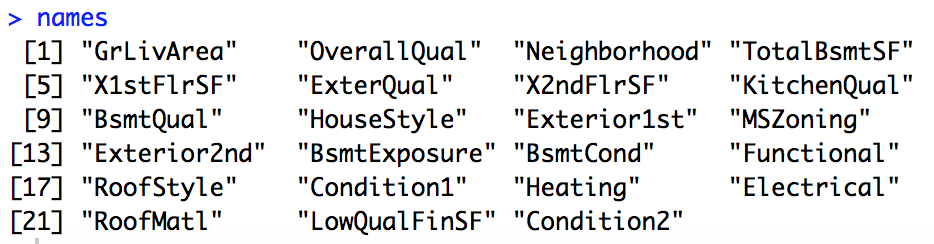 > names
 [1] "GrLivArea"    "OverallQual"  "Neighborhood" "TotalBsmtSF"
 [5] "X1stFlrSF"    "ExterQual"    "X2ndFlrSF"    "KitchenQual"
 [9] "BsmtQual"     "HouseStyle"   "Exterior1st"  "MSZoning"
[13] "Exterior2nd"  "BsmtExposure" "BsmtCond"     "Functional"
[17] "RoofStyle"    "Condition1"   "Heating"      "Electrical"
[21] "RoofMatl"     "LowQualFinSF" "Condition2"